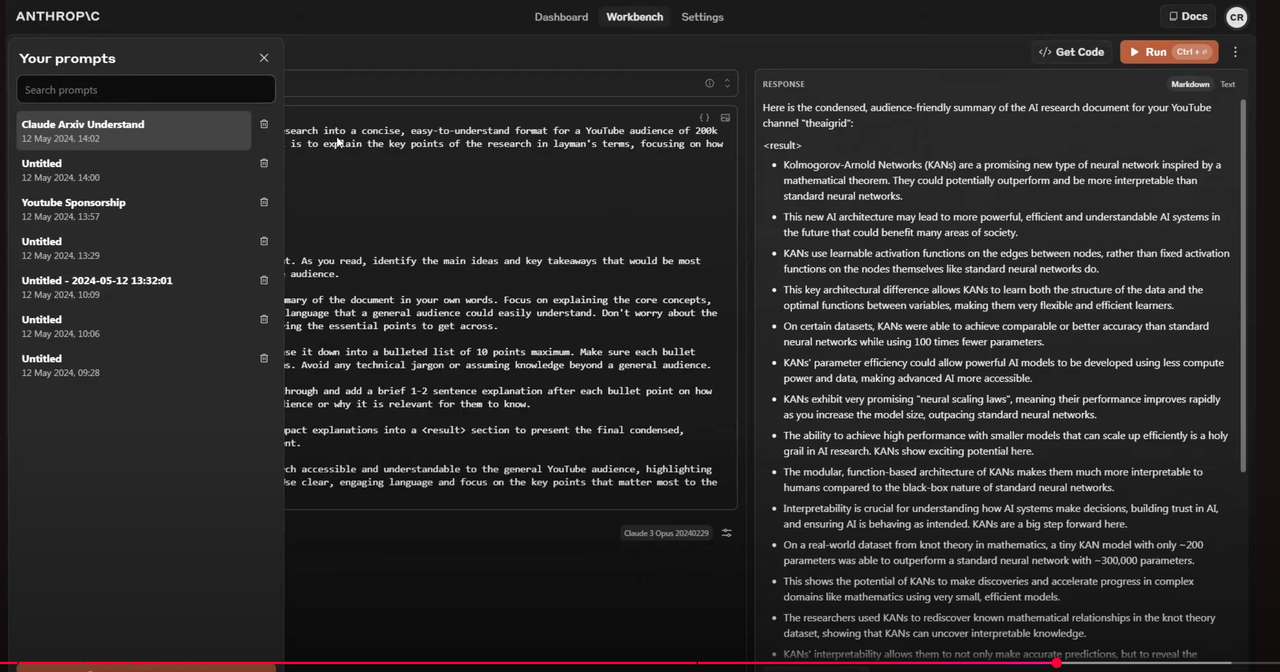 ANTHROP\C
Dashboard
Workbench
Settings
Docs
CR
Your prompts
Search prompts
Claude Arxiv Understand
12 May 2024, 14:02
Untitled
12 May 2024, 14:00
Youtube Sponsorship
12 May 2024, 13:57
Untitled
12 May 2024, 13:29
Untitled - 2024-05-12 13:32:01
12 May 2024, 10:09
Untitled
12 May 2024, 10:06
Untitled
12 May 2024, 09:28
</> Get Code
Run Ctrl + ⏎
{}
search into a concise, easy-to-understand format for a YouTube audience of 200k
is to explain the key points of the research in layman's terms, focusing on how
t. As you read, identify the main ideas and key takeaways that would be most
audience.
mary of the document in your own words. Focus on explaining the core concepts,
language that a general audience could easily understand. Don't worry about the
ing the essential points to get across.
se it down into a bulleted list of 10 points maximum. Make sure each bullet
s. Avoid any technical jargon or assuming knowledge beyond a general audience.
through and add a brief 1-2 sentence explanation after each bullet point on how
dience or why it is relevant for them to know.
pact explanations into a <result> section to present the final condensed,
nt.
rch accessible and understandable to the general YouTube audience, highlighting
Use clear, engaging language and focus on the key points that matter most to the
Claude 3 Opus 20240229
RESPONSE
Markdown
Text
Here is the condensed, audience-friendly summary of the AI research document for your YouTube
channel "theaigrid":
<result>
• Kolmogorov-Arnold Networks (KANs) are a promising new type of neural network inspired by a
mathematical theorem. They could potentially outperform and be more interpretable than
standard neural networks.
• This new AI architecture may lead to more powerful, efficient and understandable AI systems in
the future that could benefit many areas of society.
• KANs use learnable activation functions on the edges between nodes, rather than fixed activation
functions on the nodes themselves like standard neural networks do.
• This key architectural difference allows KANs to learn both the structure of the data and the
optimal functions between variables, making them very flexible and efficient learners.
• On certain datasets, KANs were able to achieve comparable or better accuracy than standard
neural networks while using 100 times fewer parameters.
• KANs' parameter efficiency could allow powerful AI models to be developed using less compute
power and data, making advanced AI more accessible.
• KANs exhibit very promising "neural scaling laws", meaning their performance improves rapidly
as you increase the model size, outpacing standard neural networks.
• The ability to achieve high performance with smaller models that can scale up efficiently is a holy
grail in AI research. KANs show exciting potential here.
• The modular, function-based architecture of KANs makes them much more interpretable to
humans compared to the black-box nature of standard neural networks.
• Interpretability is crucial for understanding how AI systems make decisions, building trust in AI,
and ensuring AI is behaving as intended. KANs are a big step forward here.
• On a real-world dataset from knot theory in mathematics, a tiny KAN model with only ~200
parameters was able to outperform a standard neural network with ~300,000 parameters.
• This shows the potential of KANs to make discoveries and accelerate progress in complex
domains like mathematics using very small, efficient models.
• The researchers used KANs to rediscover known mathematical relationships in the knot theory
dataset, showing that KANs can uncover interpretable knowledge.
• KANs' interpretability allows them to not only make accurate predictions, but to reveal the